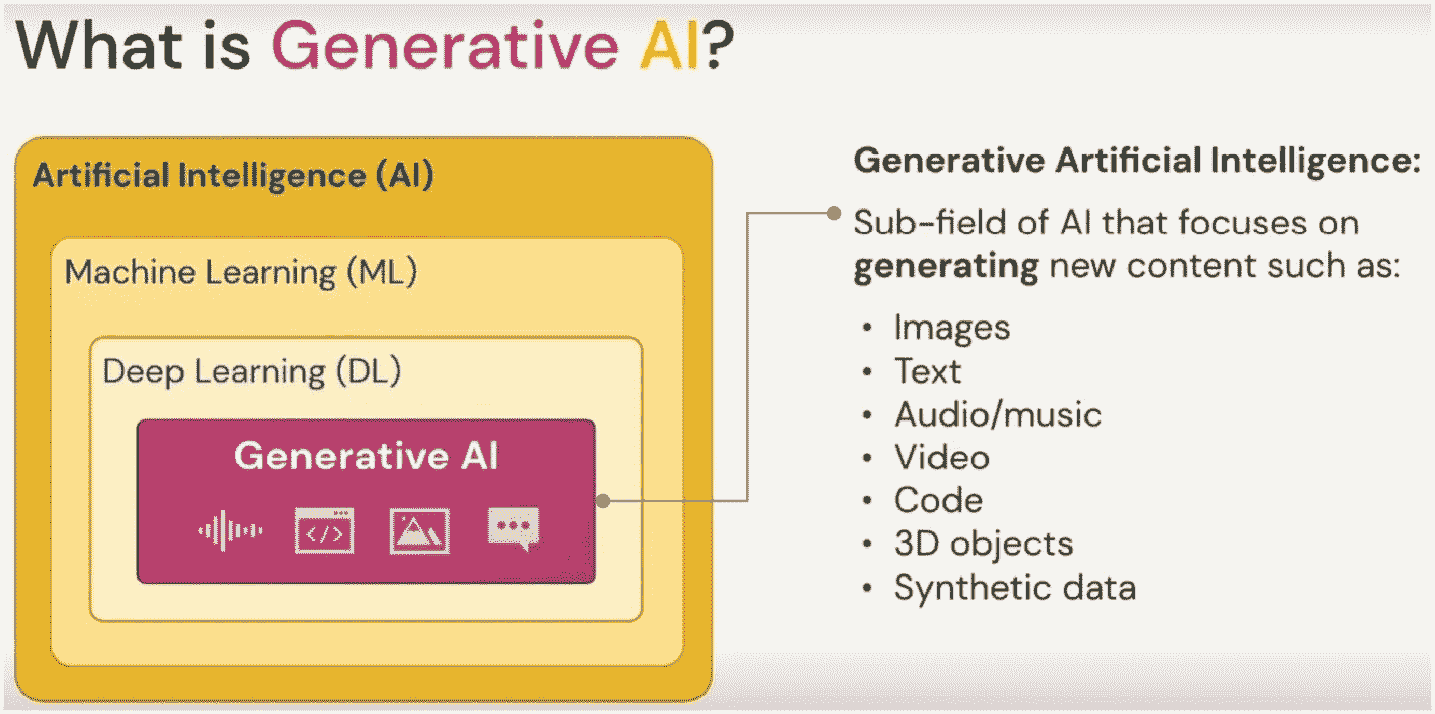 What is Generative AI?
Artificial Intelligence (AI)
Machine Learning (ML)
Deep Learning (DL)
Generative AI
</>
Generative Artificial Intelligence:
Sub-field of AI that focuses on
generating new content such as:
• Images
• Text
• Audio/music
• Video
• Code
• 3D objects
• Synthetic data